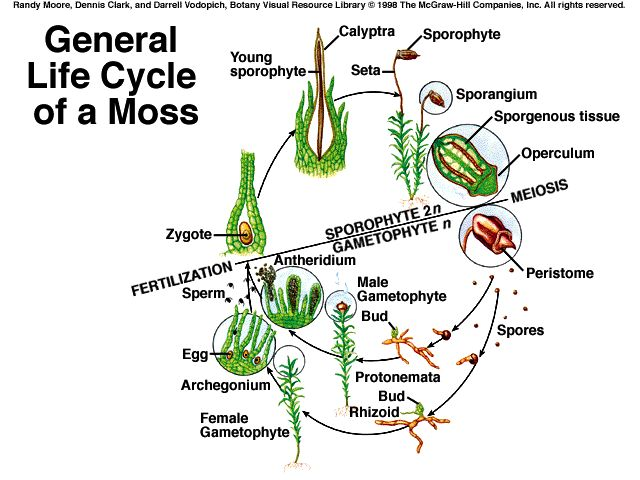 Randy Moore, Dennis Clark, and Darrell Vodopich, Botany Visual Resource Library © 1998 The McGraw-Hill Companies, Inc. All rights reserved.
General
Life Cycle
of a Moss
Calyptra
Sporophyte
Young
sporophyte
Seta
Sporangium
Sporgenous tissue
Operculum
MEIOSIS
Zygote
SPOROPHYTE 2n
GAMETOPHYTE n
FERTILIZATION
Antheridium
Peristome
Sperm
Male
Gametophyte
Bud
Spores
Egg
Archegonium
Protonemata
Bud
Rhizoid
Female
Gametophyte